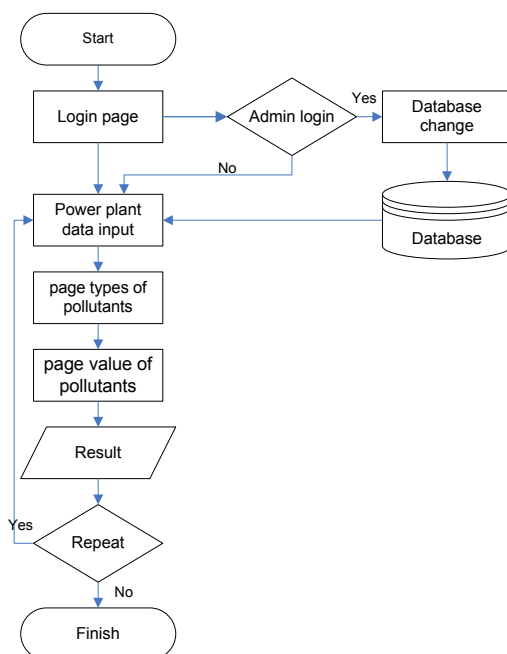 Start
Login page
Admin login
Yes
Database
change
No
Power plant
data input
Database
page types of
pollutants
page value of
pollutants
Result
Yes
Repeat
No
Finish